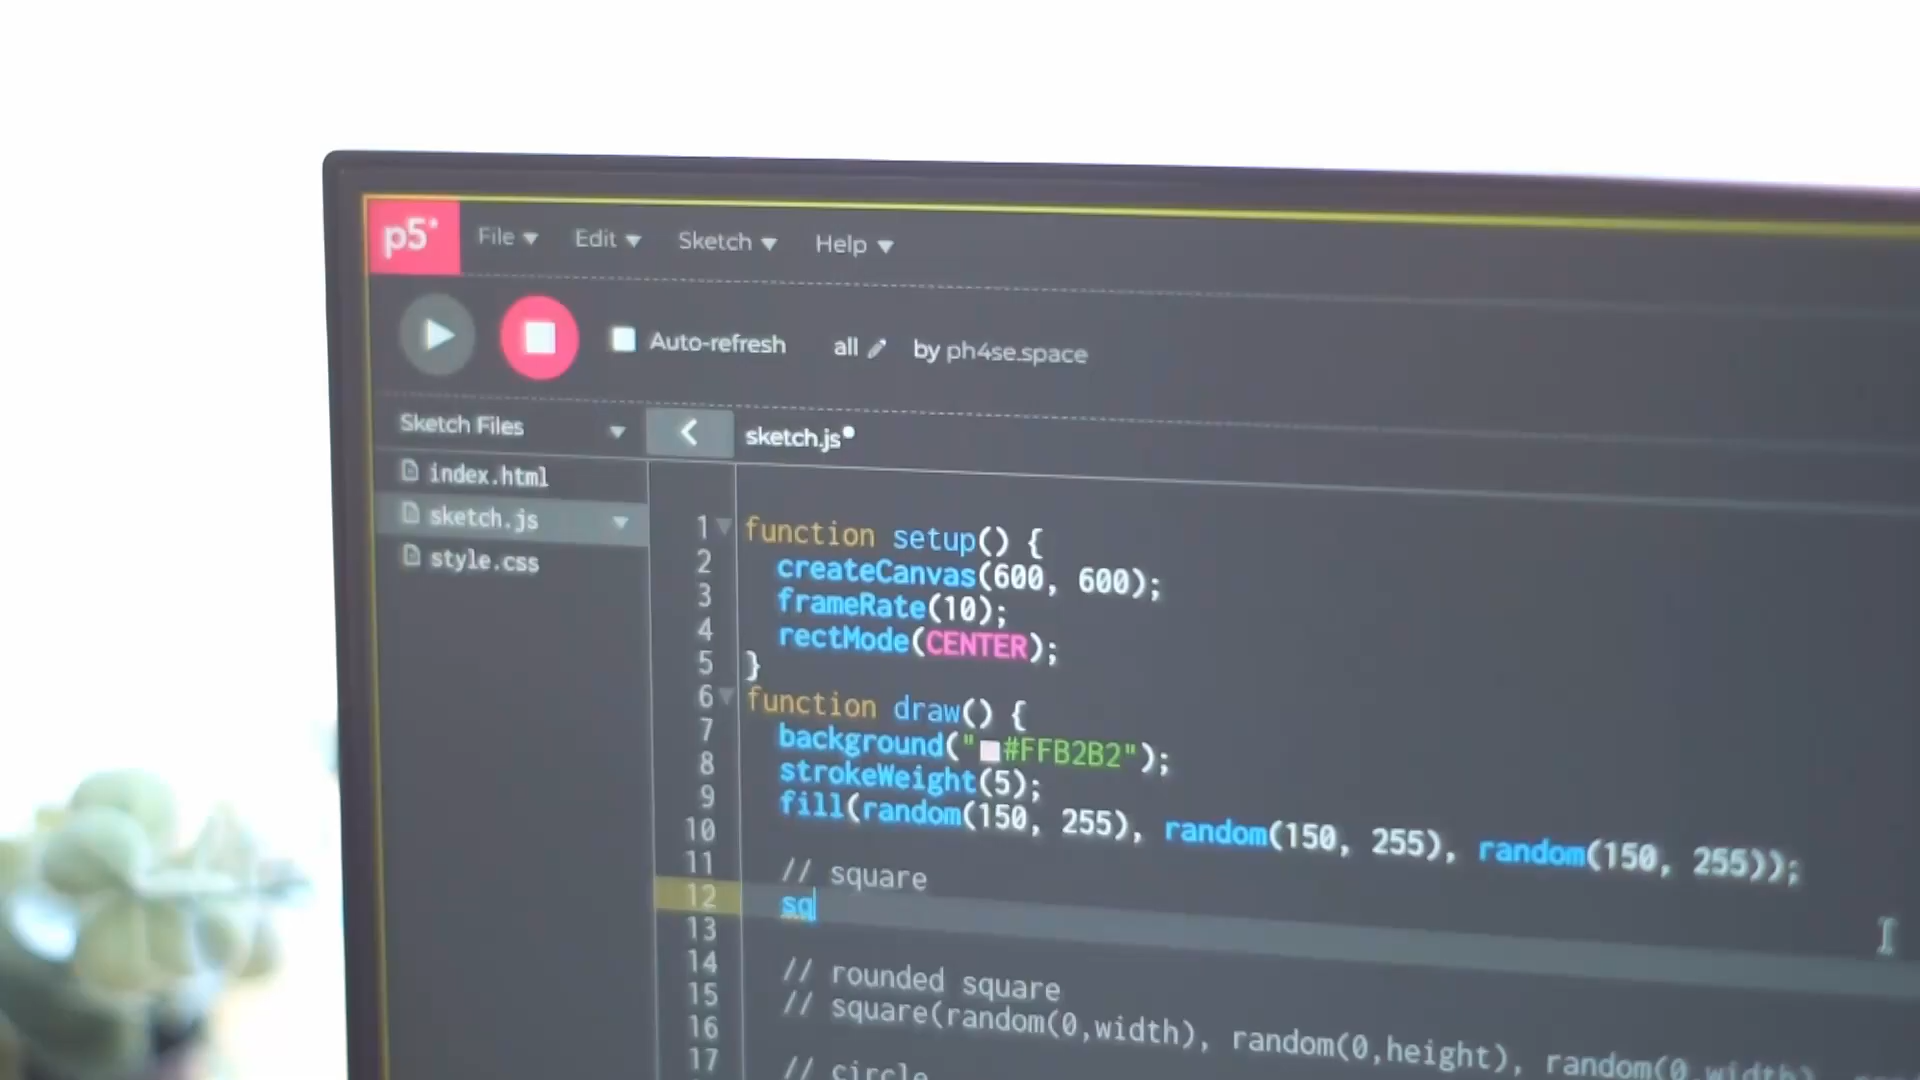 p5* File Edit Sketch Help
Auto-refresh all by ph4se.space
Sketch Files sketch.js
index.html
sketch.js
style.css
1 function setup() {
2 createCanvas(600, 600);
3 frameRate(10);
4 rectMode(CENTER);
5 }
6 function draw() {
7 background("#FFB2B2");
8 strokeWeight(5);
9 fill(random(150, 255), random(150, 255), random(150, 255));
10
11 // square
12 sq
13
14 // rounded square
15 // square(random(0,width), random(0,height), random(0,width),
16
17 // circle